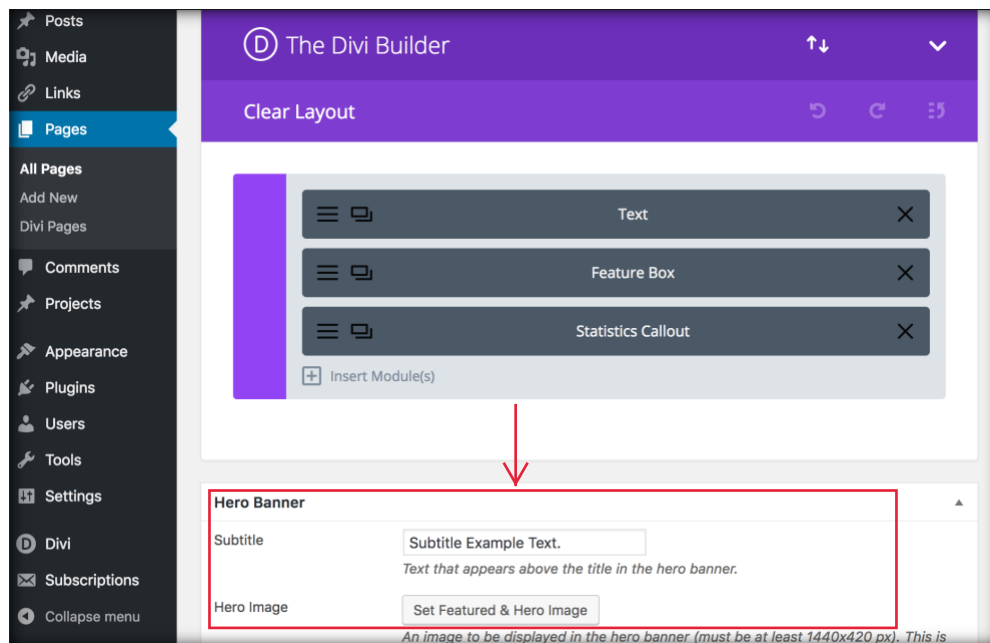 Posts
Media
Links
Pages
All Pages
Add New
Divi Pages
Comments
Projects
Appearance
Plugins
Users
Tools
Settings
D Divi
Subscriptions
Collapse menu
D The Divi Builder
Clear Layout
Text
Feature Box
Statistics Callout
Insert Module(s)
Hero Banner
Subtitle
Subtitle Example Text.
Text that appears above the title in the hero banner.
Hero Image
Set Featured & Hero Image
An image to be displayed in the hero banner (must be at least 1440x420 px). This is